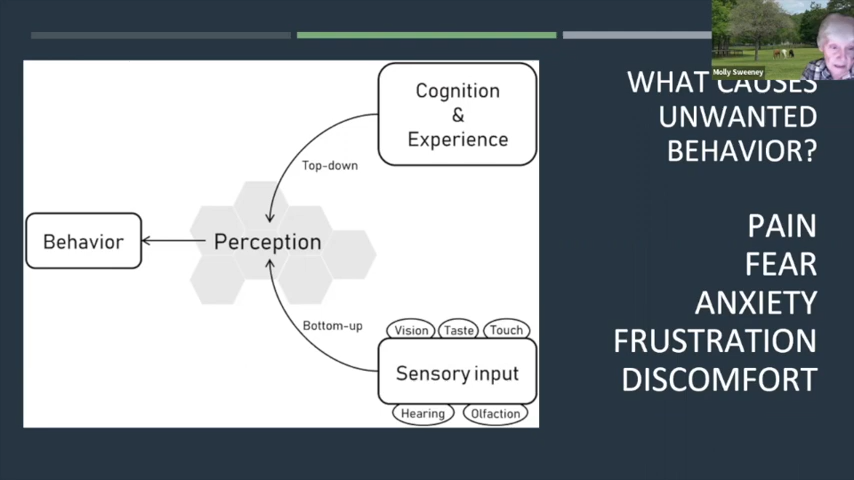 Molly Sweeney
WHAT CAUSES
UNWANTED
BEHAVIOR?
PAIN
FEAR
ANXIETY
FRUSTRATION
DISCOMFORT
Cognition
&
Experience
Top-down
Behavior
Perception
Bottom-up
Vision
Taste
Touch
Sensory input
Hearing
Olfaction